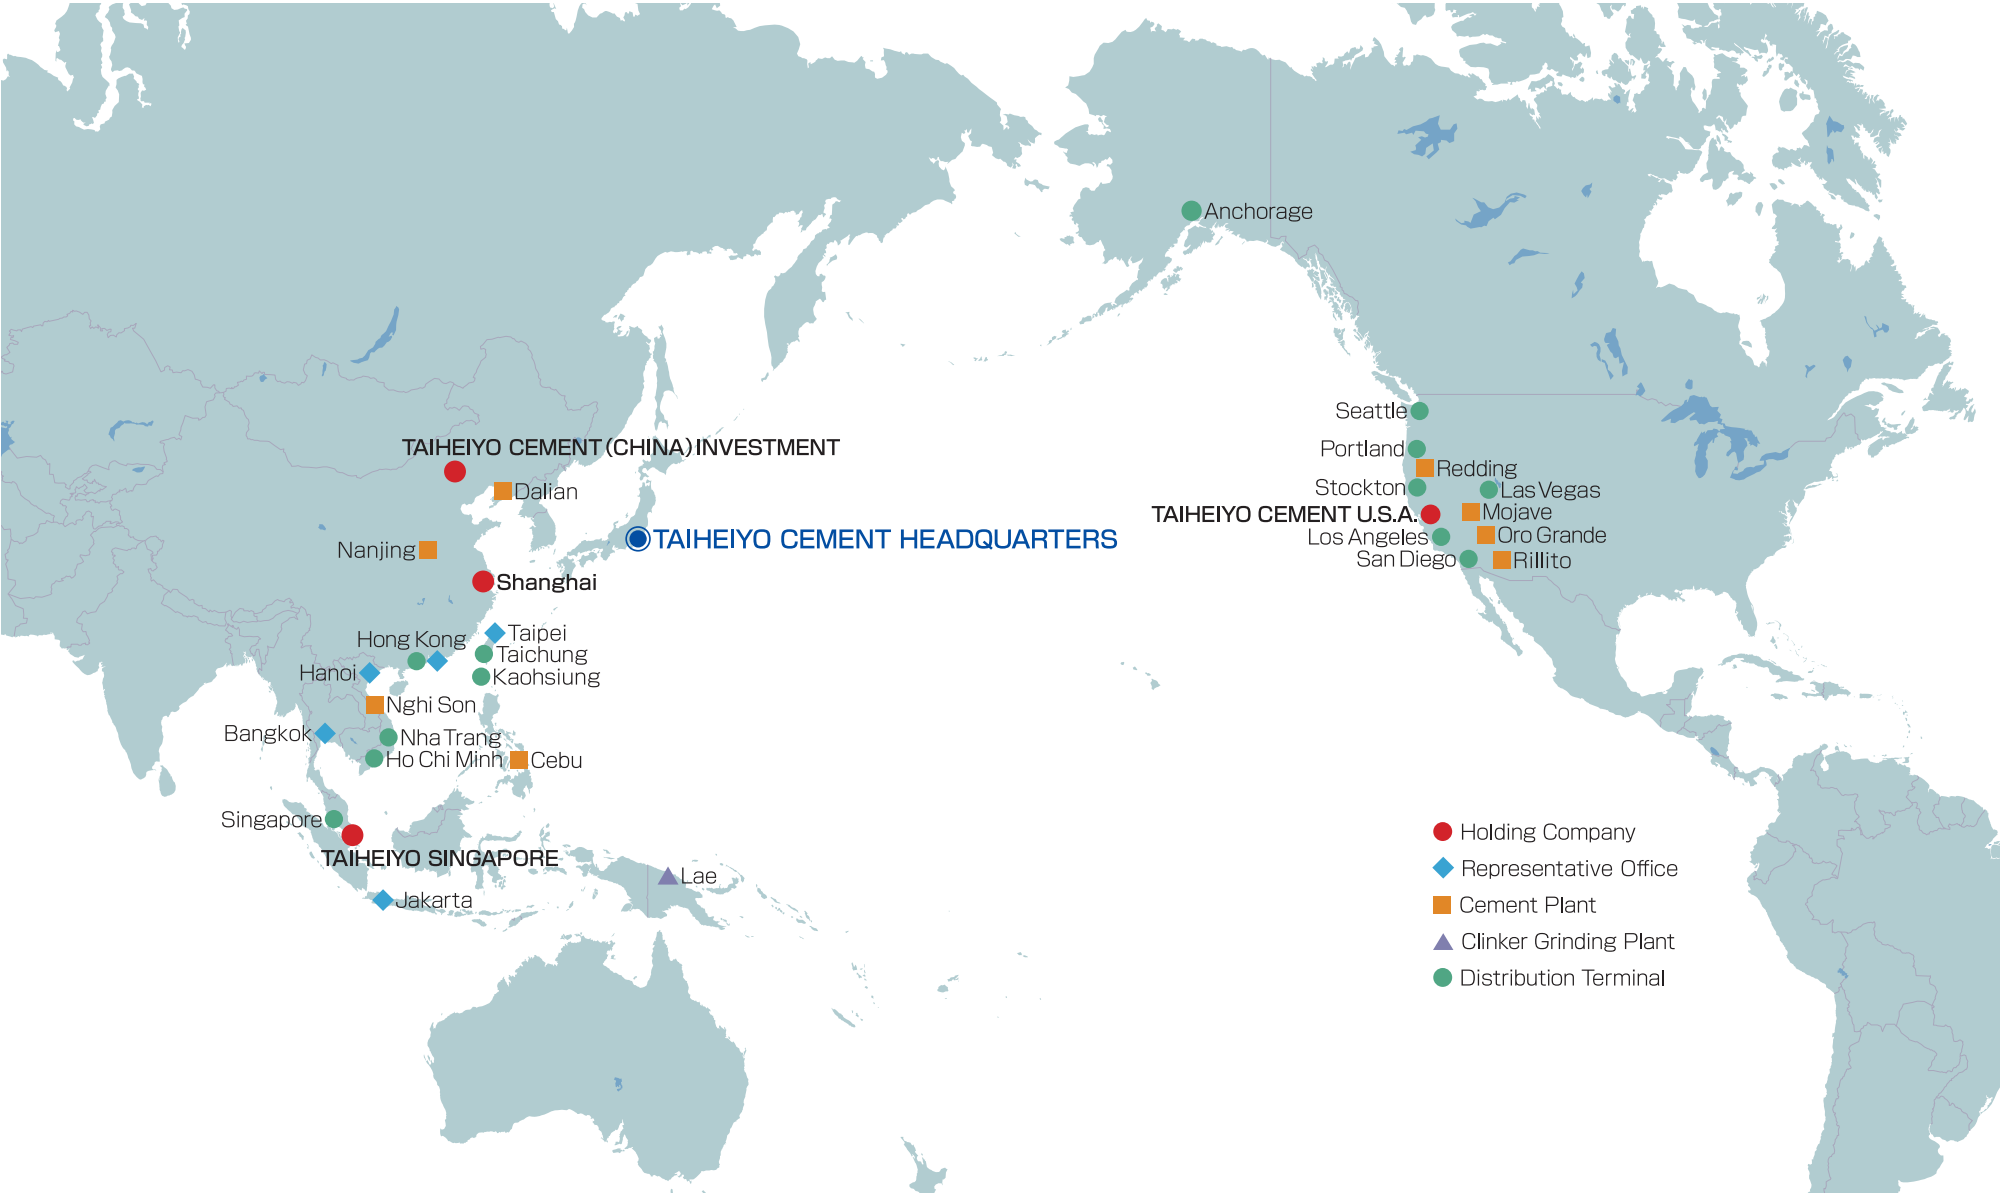 Anchorage
Seattle
Portland
Redding
Stockton
Las Vegas
TAIHEIYO CEMENT U.S.A.
Mojave
Los Angeles
Oro Grande
San Diego
Rillito
TAIHEIYO CEMENT (CHINA) INVESTMENT
Dalian
TAIHEIYO CEMENT HEADQUARTERS
Nanjing
Shanghai
Hong Kong
Taipei
Taichung
Hanoi
Kaohsiung
Nghi Son
Bangkok
Nha Trang
Ho Chi Minh
Cebu
Singapore
TAIHEIYO SINGAPORE
Lae
Jakarta
Holding Company
Representative Office
Cement Plant
Clinker Grinding Plant
Distribution Terminal